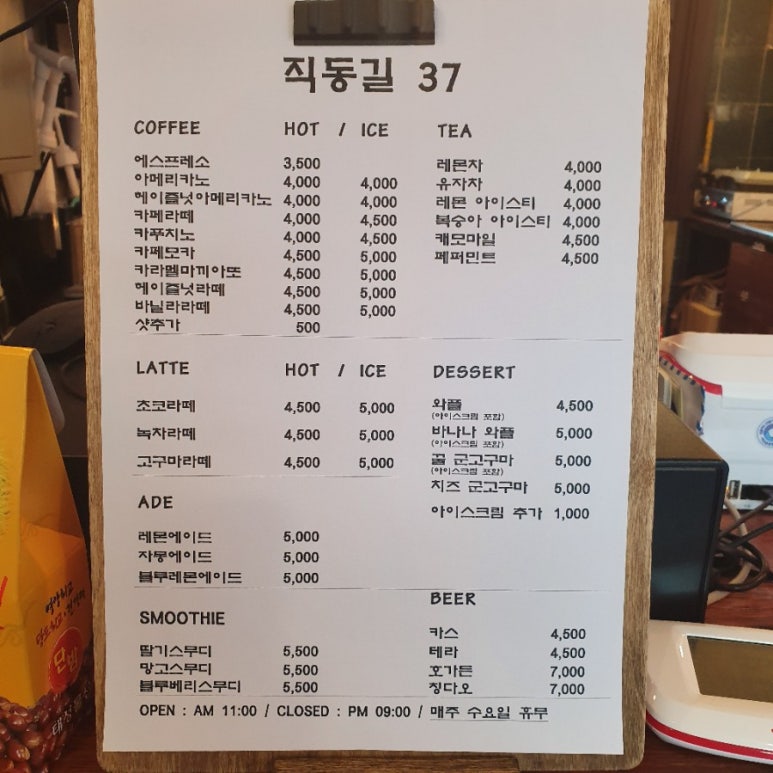 직동길 37
COFFEE HOT / ICE
에스프레소 3,500
아메리카노 4,000 4,000
헤이즐넛아메리카노 4,000 4,000
카페라떼 4,000 4,500
카푸치노 4,000 4,500
카페모카 4,500 5,000
카라멜마끼아또 4,500 5,000
헤이즐넛라떼 4,500 5,000
바닐라라떼 4,500 5,000
샷추가 500
TEA
레몬차 4,000
유자차 4,000
레몬 아이스티 4,000
복숭아 아이스티 4,000
캐모마일 4,500
페퍼민트 4,500
LATTE HOT / ICE
초코라떼 4,500 5,000
녹차라떼 4,500 5,000
고구마라떼 4,500 5,000
DESSERT
와플 4,500
(아이스크림 포함)
바나나 와플 5,000
(아이스크림 포함)
꿀 군고구마 5,000
(아이스크림 포함)
치즈 군고구마 5,000
아이스크림 추가 1,000
ADE
레몬에이드 5,000
자몽에이드 5,000
블루레몬에이드 5,000
SMOOTHIE
딸기스무디 5,500
망고스무디 5,500
블루베리스무디 5,500
BEER
카스 4,500
테라 4,500
호가든 7,000
칭다오 7,000
OPEN : AM 11:00 / CLOSED : PM 09:00 / 매주 수요일 휴무
단팥